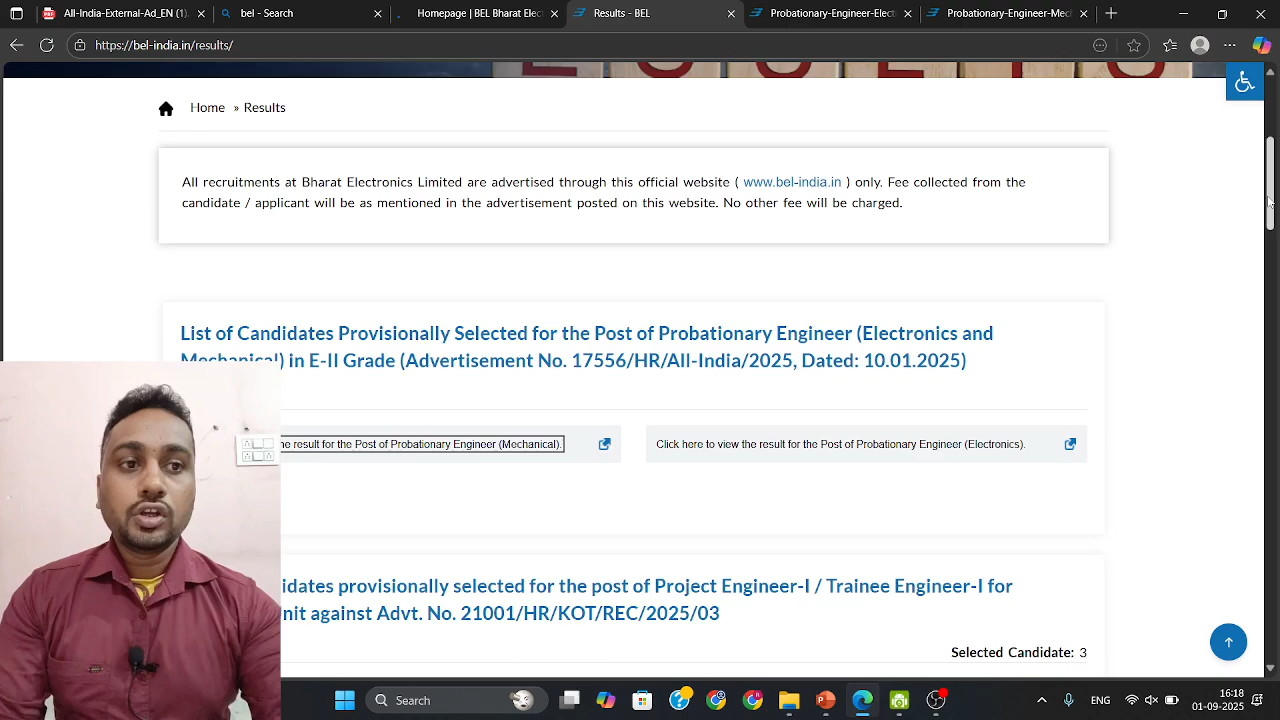 All-India-External-Ad_EN (1).
bel - Search
Homepage | BEL Bharat Elect
Results - BEL
Probationary-Engineer-Elect
Probationary-Engineer-Mec
https://bel-india.in/results/
Home » Results
All recruitments at Bharat Electronics Limited are advertised through this official website ( www.bel-india.in ) only. Fee collected from the
candidate / applicant will be as mentioned in the advertisement posted on this website. No other fee will be charged.
List of Candidates Provisionally Selected for the Post of Probationary Engineer (Electronics and
Mechanical) in E-II Grade (Advertisement No. 17556/HR/All-India/2025, Dated: 10.01.2025)
he result for the Post of Probationary Engineer (Mechanical).
Click here to view the result for the Post of Probationary Engineer (Electronics).
idates provisionally selected for the post of Project Engineer-I / Trainee Engineer-I for
nit against Advt. No. 21001/HR/KOT/REC/2025/03
Selected Candidate: 3
Search
ENG
16:18
01-09-2025